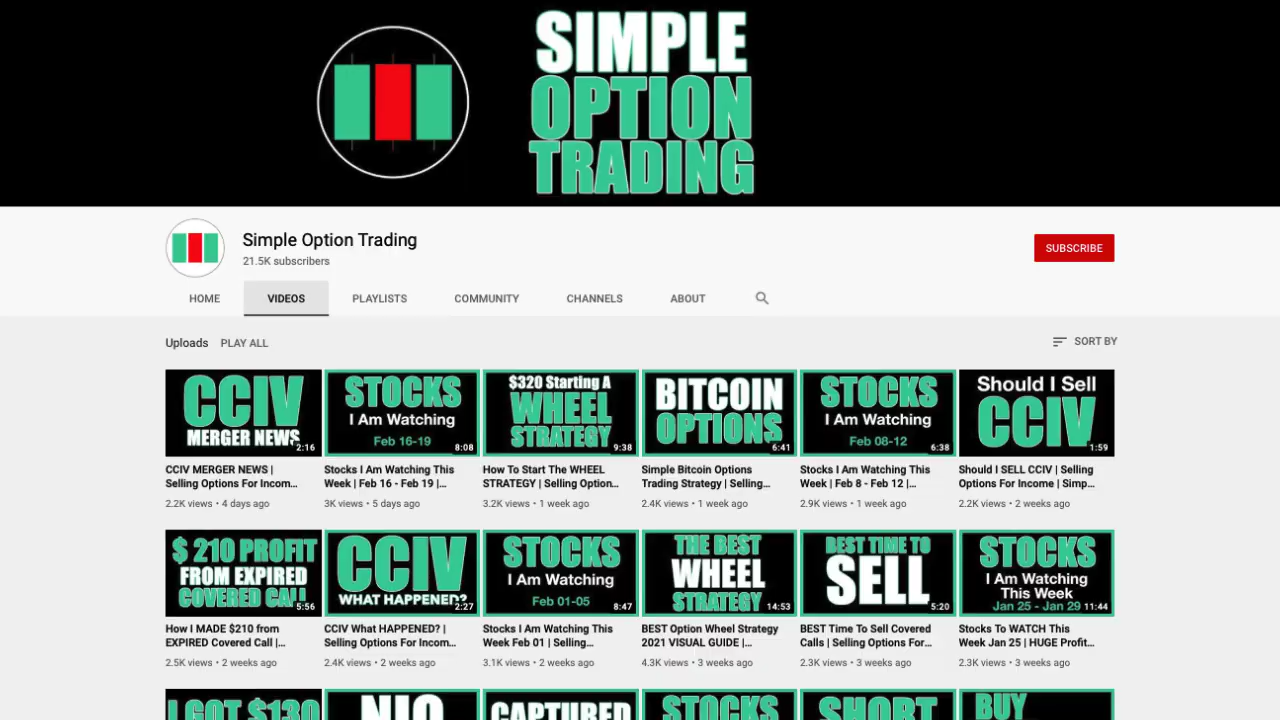 SIMPLE
OPTION
TRADING
Simple Option Trading
21.5K subscribers
SUBSCRIBE
HOME VIDEOS PLAYLISTS COMMUNITY CHANNELS ABOUT
Uploads PLAY ALL SORT BY
CCIV
MERGER NEWS
2:16
CCIV MERGER NEWS |
Selling Options For Incom...
2.2K views • 4 days ago
STOCKS
I Am Watching
Feb 16-19
8:08
Stocks I Am Watching This
Week | Feb 16 - Feb 19 |...
3K views • 5 days ago
$320 Starting A
WHEEL
STRATEGY
9:38
How To Start The WHEEL
STRATEGY | Selling Option...
3.2K views • 1 week ago
BITCOIN
OPTIONS
6:41
Simple Bitcoin Options
Trading Strategy | Selling...
2.4K views • 1 week ago
STOCKS
I Am Watching
Feb 08-12
6:38
Stocks I Am Watching This
Week | Feb 8 - Feb 12 |...
2.9K views • 1 week ago
Should I Sell
CCIV
1:59
Should I SELL CCIV | Selling
Options For Income | Simp...
2.2K views • 2 weeks ago
$ 210 PROFIT
FROM EXPIRED
COVERED CALL
5:56
How I MADE $210 from
EXPIRED Covered Call |...
2.5K views • 2 weeks ago
CCIV
WHAT HAPPENED?
2:27
CCIV What HAPPENED? |
Selling Options For Incom...
2.4K views • 2 weeks ago
STOCKS
I Am Watching
Feb 01-05
8:47
Stocks I Am Watching This
Week Feb 01 | Selling...
3.1K views • 2 weeks ago
THE BEST
WHEEL
STRATEGY
14:53
BEST Option Wheel Strategy
2021 VISUAL GUIDE |...
4.3K views • 3 weeks ago
BEST TIME TO
SELL
5:20
BEST Time To Sell Covered
Calls | Selling Options For...
2.3K views • 3 weeks ago
STOCKS
I Am Watching
This Week
Jan 25 - Jan 29
11:44
Stocks To WATCH This
Week Jan 25 | HUGE Profit...
2.3K views • 3 weeks ago
I GOT $130
NIO
CAPTURED
STOCKS
SHORT
BUY